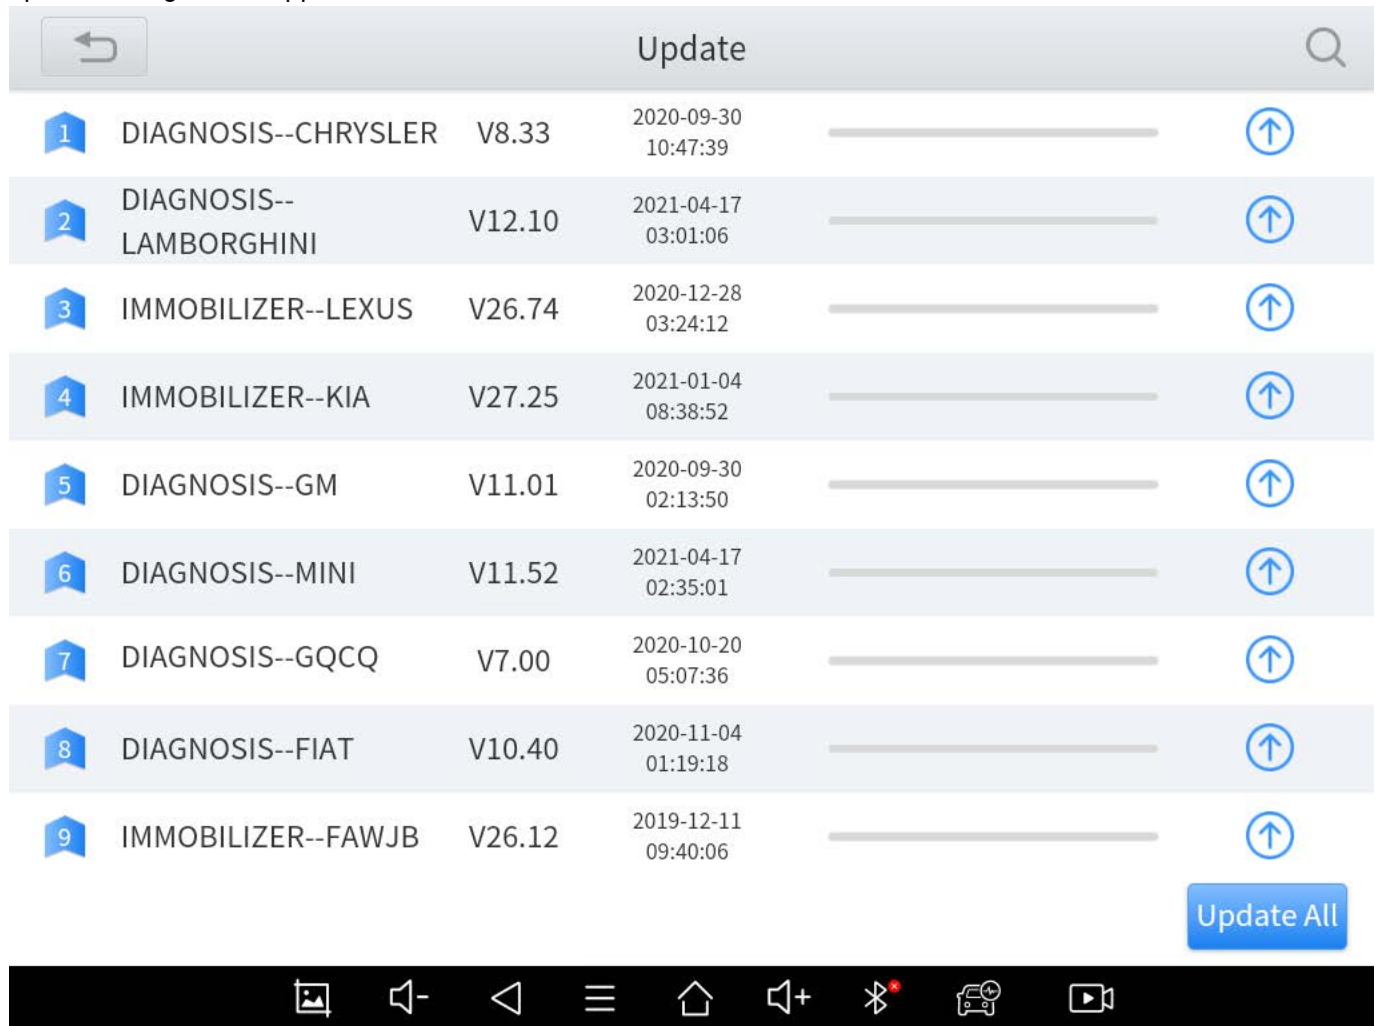 Update
1 DIAGNOSIS--CHRYSLER V8.33 2020-09-30
10:47:39
2 DIAGNOSIS--
LAMBORGHINI V12.10 2021-04-17
03:01:06
3 IMMOBILIZER--LEXUS V26.74 2020-12-28
03:24:12
4 IMMOBILIZER--KIA V27.25 2021-01-04
08:38:52
5 DIAGNOSIS--GM V11.01 2020-09-30
02:13:50
6 DIAGNOSIS--MINI V11.52 2021-04-17
02:35:01
7 DIAGNOSIS--GQCQ V7.00 2020-10-20
05:07:36
8 DIAGNOSIS--FIAT V10.40 2020-11-04
01:19:18
9 IMMOBILIZER--FAWJB V26.12 2019-12-11
09:40:06
Update All